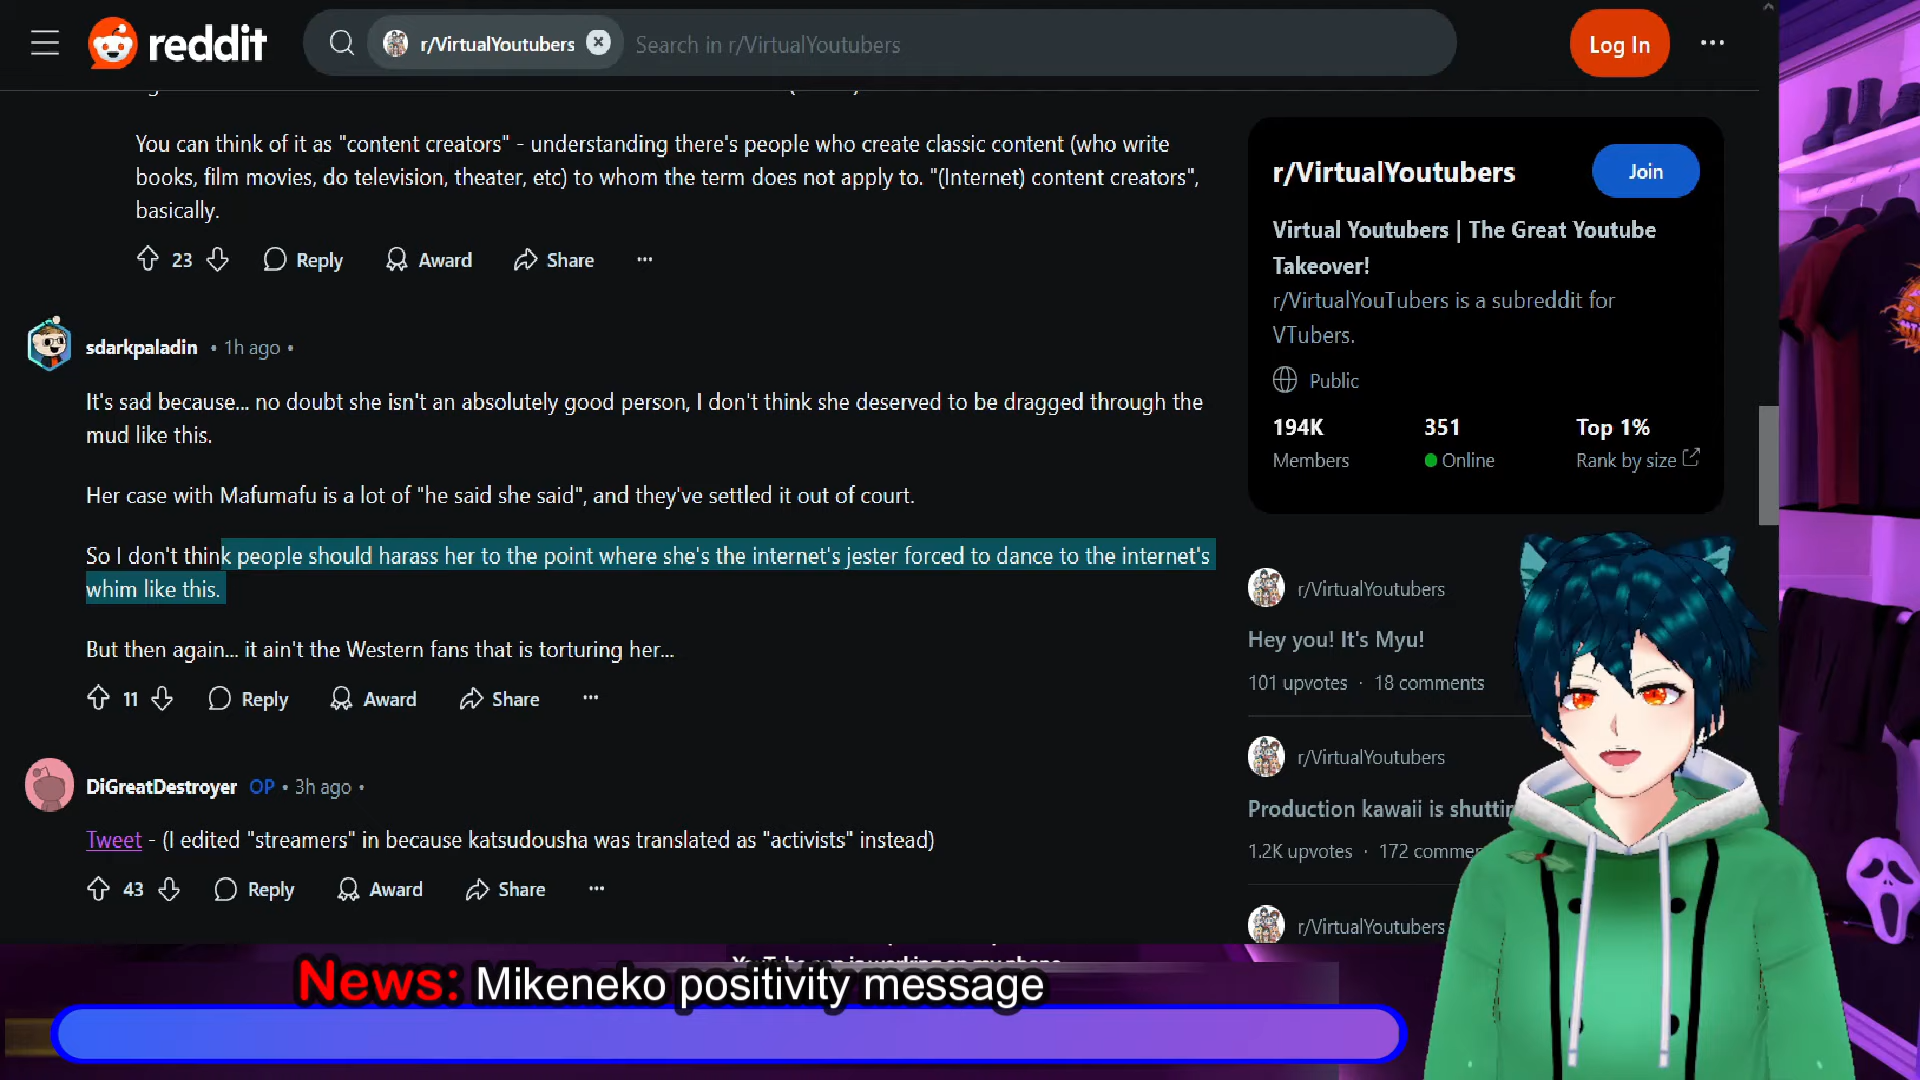 reddit
r/VirtualYoutubers
Search in r/VirtualYoutubers
Log In
You can think of it as "content creators" - understanding there's people who create classic content (who write
books, film movies, do television, theater, etc) to whom the term does not apply to. "(Internet) content creators",
basically.
23
Reply
Award
Share
sdarkpaladin • 1h ago •
It's sad because... no doubt she isn't an absolutely good person, I don't think she deserved to be dragged through the
mud like this.
Her case with Mafumafu is a lot of "he said she said", and they've settled it out of court.
So I don't think people should harass her to the point where she's the internet's jester forced to dance to the internet's
whim like this.
But then again... it ain't the Western fans that is torturing her...
11
Reply
Award
Share
DiGreatDestroyer OP • 3h ago •
Tweet - (I edited "streamers" in because katsudousha was translated as "activists" instead)
43
Reply
Award
Share
r/VirtualYoutubers
Join
Virtual Youtubers | The Great Youtube
Takeover!
r/VirtualYouTubers is a subreddit for
VTubers.
Public
194K
351
Top 1%
Members
Online
Rank by size
r/VirtualYoutubers
Hey you! It's Myu!
101 upvotes · 18 comments
r/VirtualYoutubers
Production kawaii is
1.2K upvotes · 172
r/VirtualYoutubers
News: Mikeneko positivity message